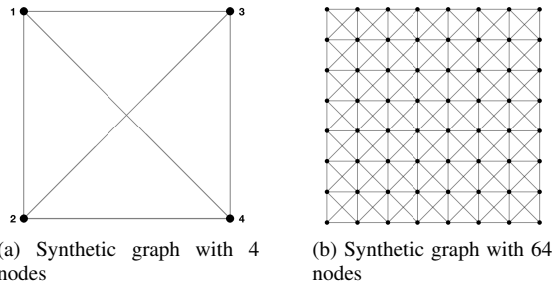 1 3
2 4
(a) Synthetic graph with 4
nodes
(b) Synthetic graph with 64
nodes